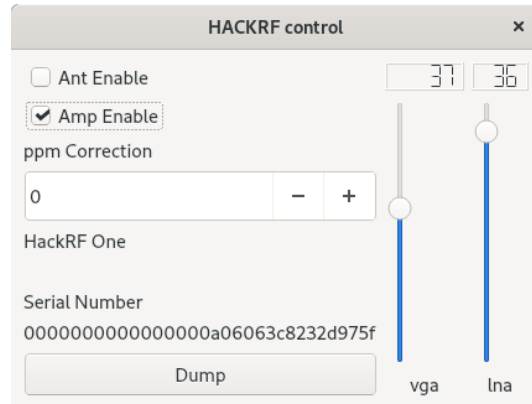 HACKRF control ×
Ant Enable
37 36
Amp Enable
ppm Correction
0 − +
HackRF One
Serial Number
0000000000000000a06063c8232d975f
Dump
vga lna